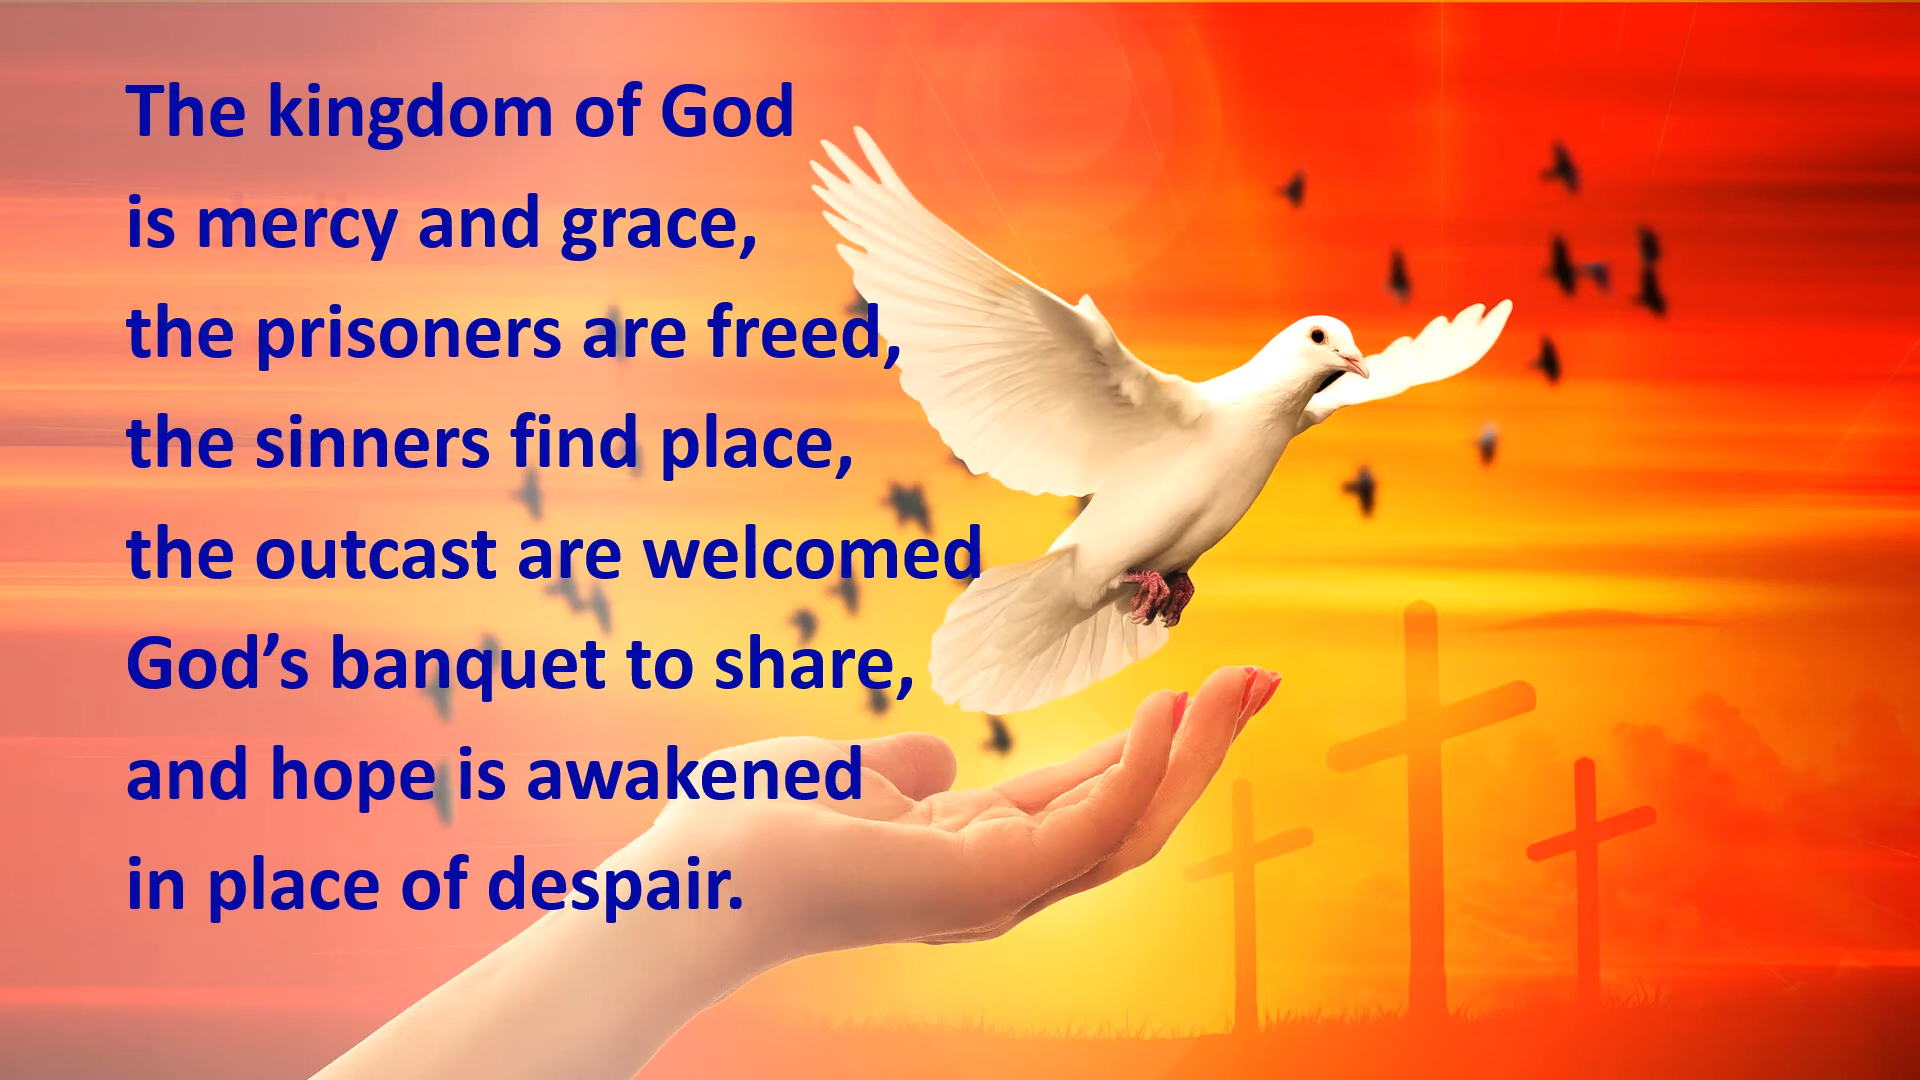 The kingdom of God
is mercy and grace,
the prisoners are freed,
the sinners find place,
the outcast are welcomed
God’s banquet to share,
and hope is awakened
in place of despair.